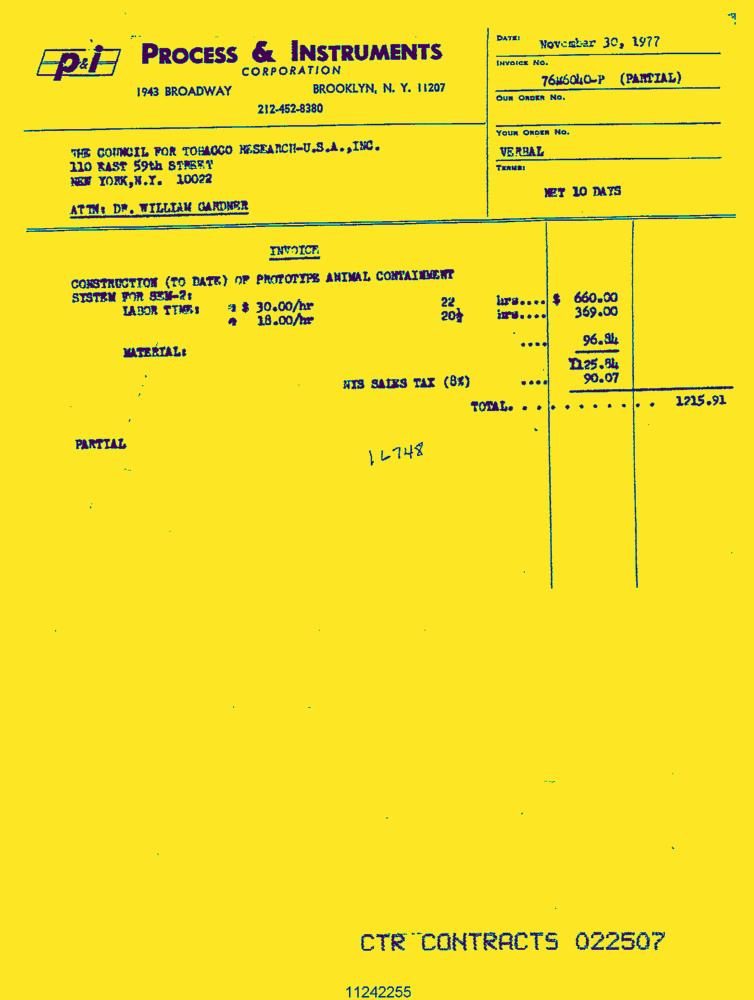 p&i PROCESS & INSTRUMENTS
CORPORATION
1943 BROADWAY BROOKLYN, N. Y. 11207
212-452-8380
DATE: November 30, 1977
INVOICE NO.
76M6040-P (PARTIAL)
OUR ORDER NO.
YOUR ORDER NO.
VERBAL
TERMS:
NET 10 DAYS
THE COUNCIL FOR TOBACCO RESEARCH-U.S.A.,INC.
110 EAST 59th STREET
NEW YORK,N.Y. 10022
ATTN: DR. WILLIAM GARDNER
INVOICE
CONSTRUCTION (TO DATE) OF PROTOTYPE ANIMAL CONTAINMENT
SYSTEM FOR SEM-2:
LABOR TIME: @ $ 30.00/hr 22 hrs.... $ 660.00
@ 18.00/hr 20½ hrs.... 369.00
MATERIAL: .... 96.84
1125.84
NYS SALES TAX (8%) .... 90.07
TOTAL. . . . . . . . . . . 1215.91
PARTIAL
16748
CTR CONTRACTS 022507
11242255